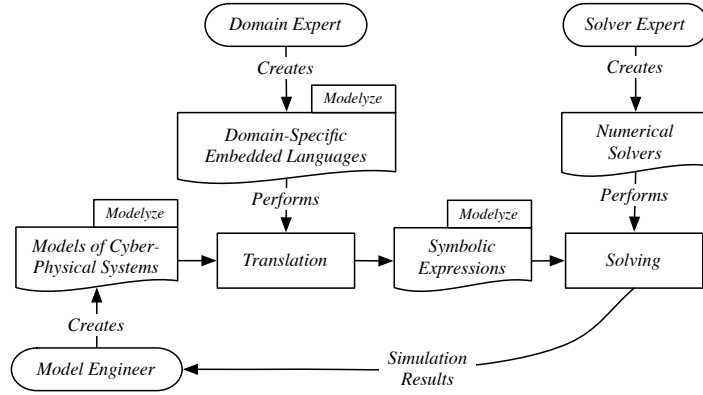 Domain Expert
Solver Expert
Creates
Creates
Modelyze
Domain-Specific
Embedded Languages
Numerical
Solvers
Performs
Performs
Modelyze
Modelyze
Models of Cyber-
Physical Systems
Translation
Symbolic
Expressions
Solving
Creates
Model Engineer
Simulation
Results